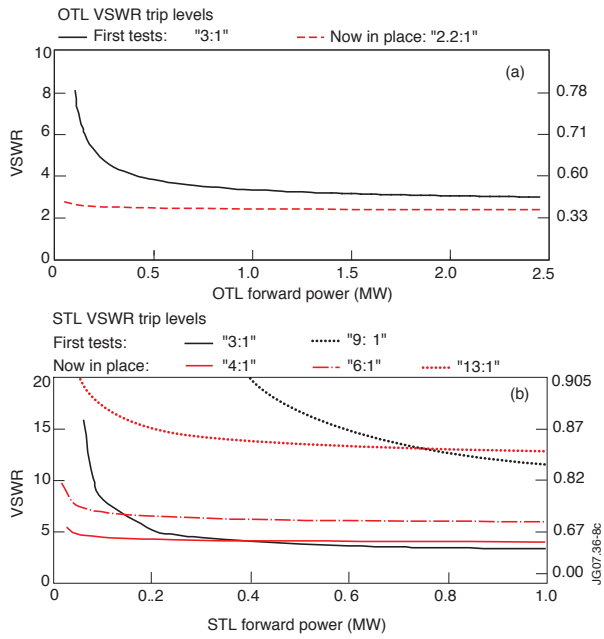 OTL VSWR trip levels
First tests: "3:1" Now in place: "2.2:1"
10
8
6
4
2
0
VSWR
(a)
0.78
0.71
0.60
0.33
0 0.5 1.0 1.5 2.0 2.5
OTL forward power (MW)
STL VSWR trip levels
First tests: "3:1" "9: 1"
Now in place: "4:1" "6:1" "13:1"
20
15
10
5
0
VSWR
(b)
0.905
0.87
0.82
0.67
0.00
0 0..2 0.4 0.6 0.8 1.0
STL forward power (MW)
JG07.36-8c